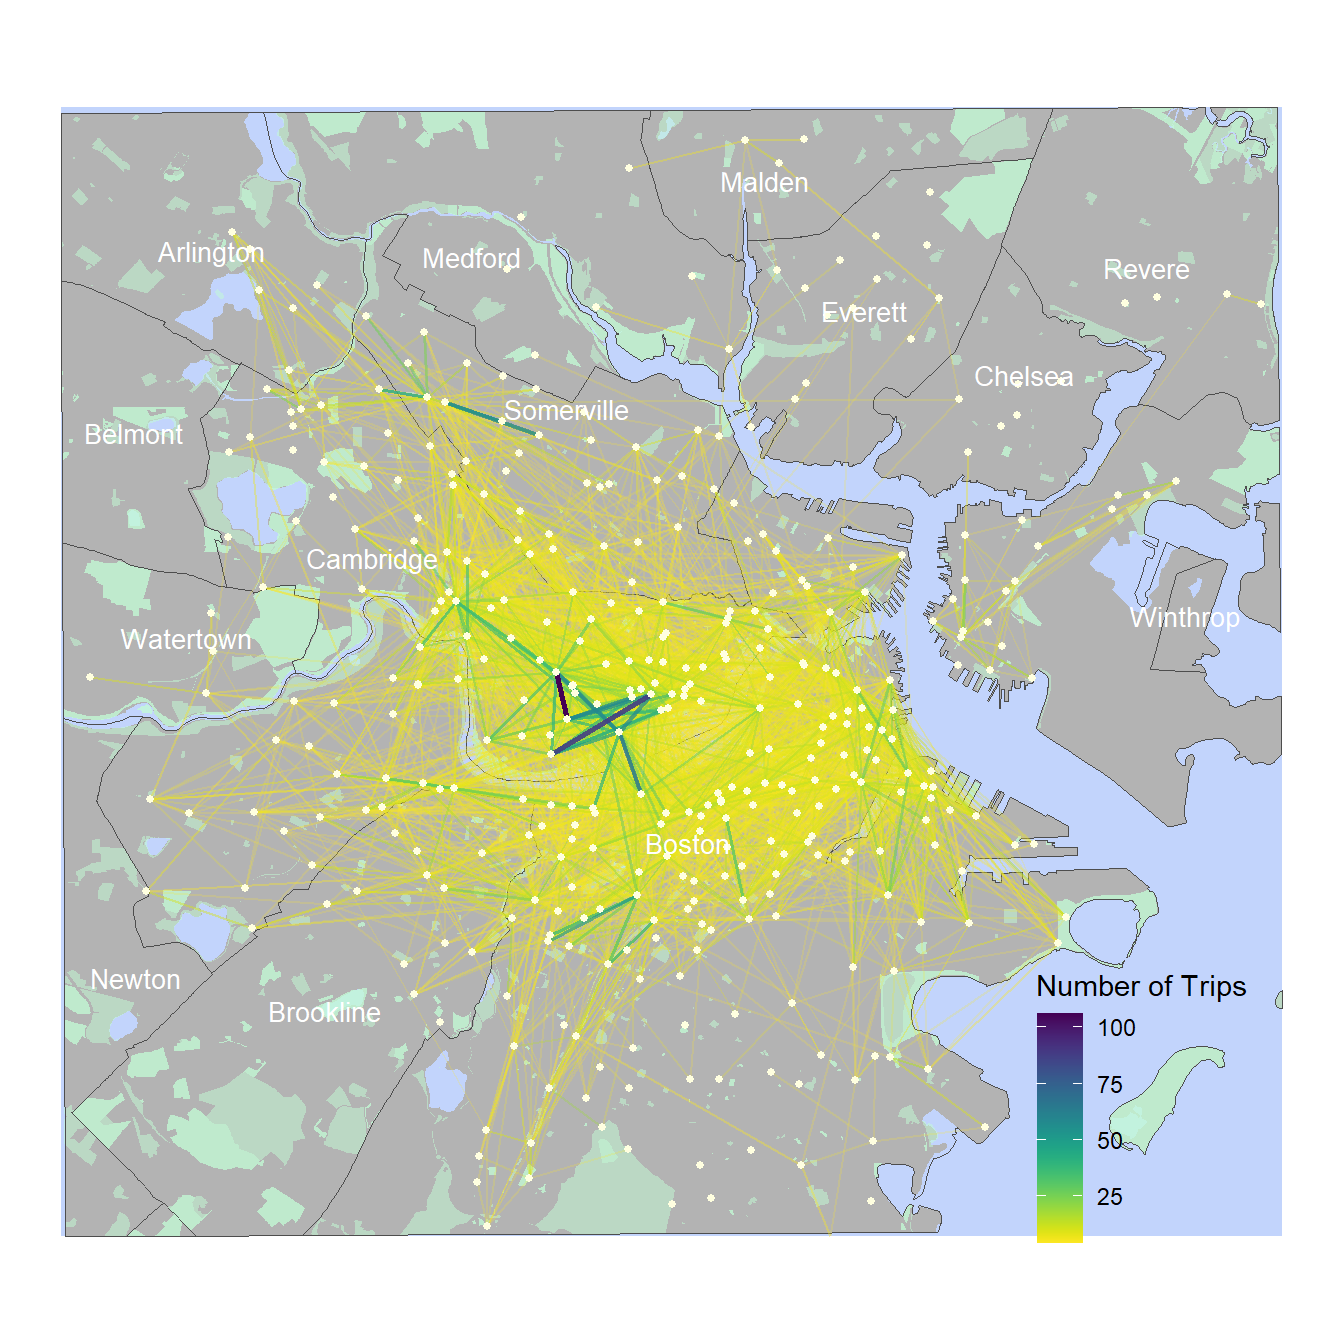 Malden
Arlington
Medford
Revere
Everett
Chelsea
Somerville
Belmont
Cambridge
Winthrop
Watertown
Boston
Newton
Brookline
Number of Trips
100
75
50
25